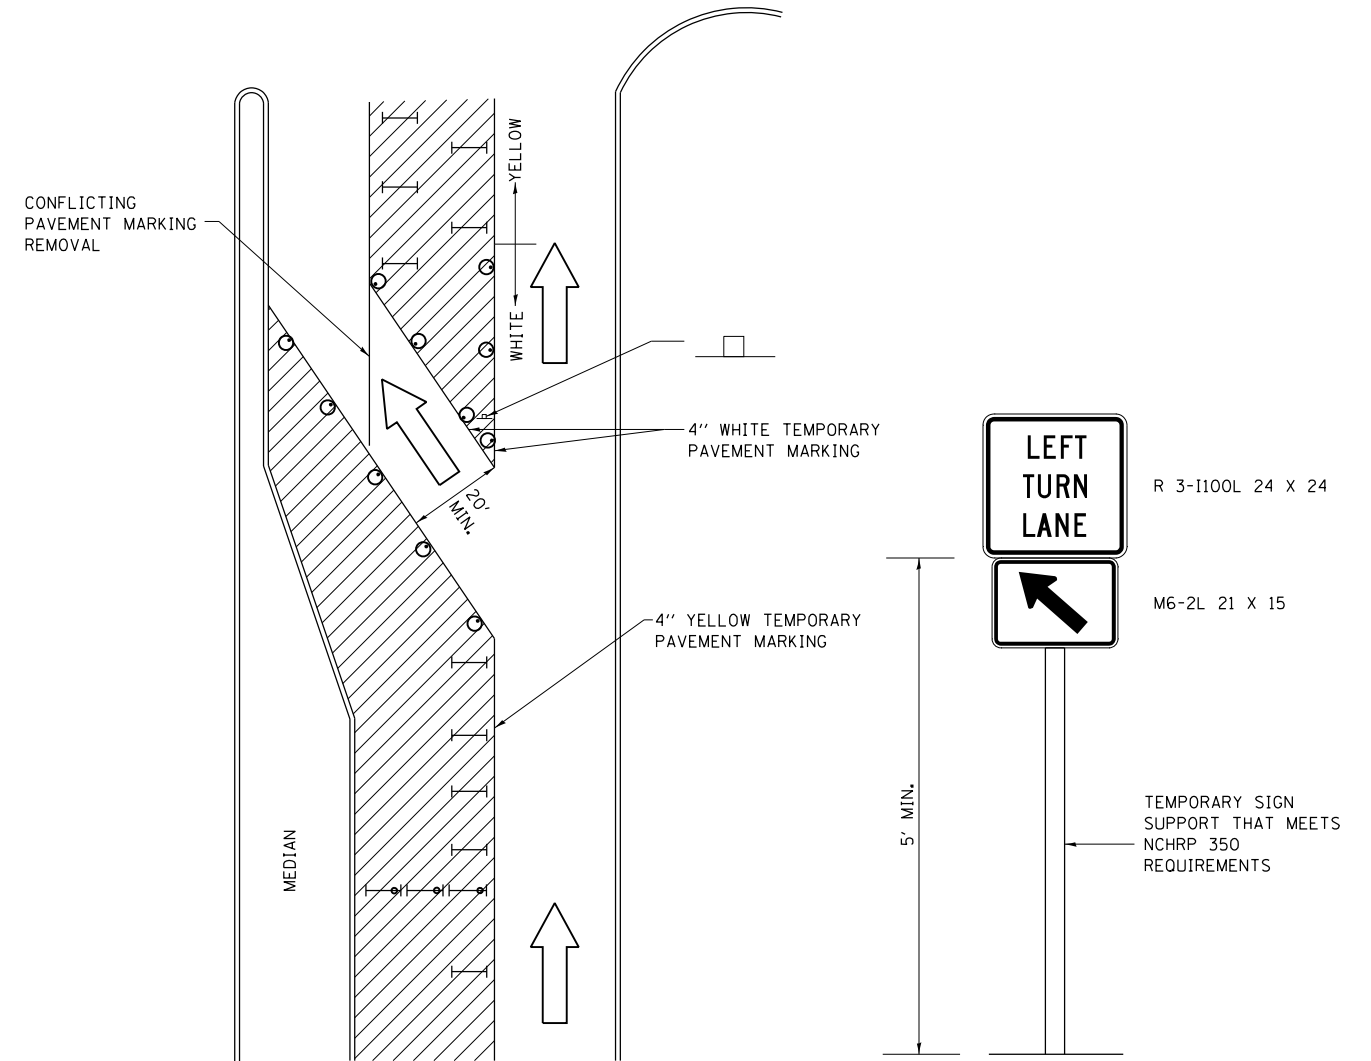 YELLOW
CONFLICTING
PAVEMENT MARKING
REMOVAL
WHITE
4'' WHITE TEMPORARY
PAVEMENT MARKING
20'
MIN.
LEFT
TURN
LANE
R 3-I100L 24 X 24
M6-2L 21 X 15
4'' YELLOW TEMPORARY
PAVEMENT MARKING
5' MIN.
TEMPORARY SIGN
SUPPORT THAT MEETS
NCHRP 350
REQUIREMENTS
MEDIAN